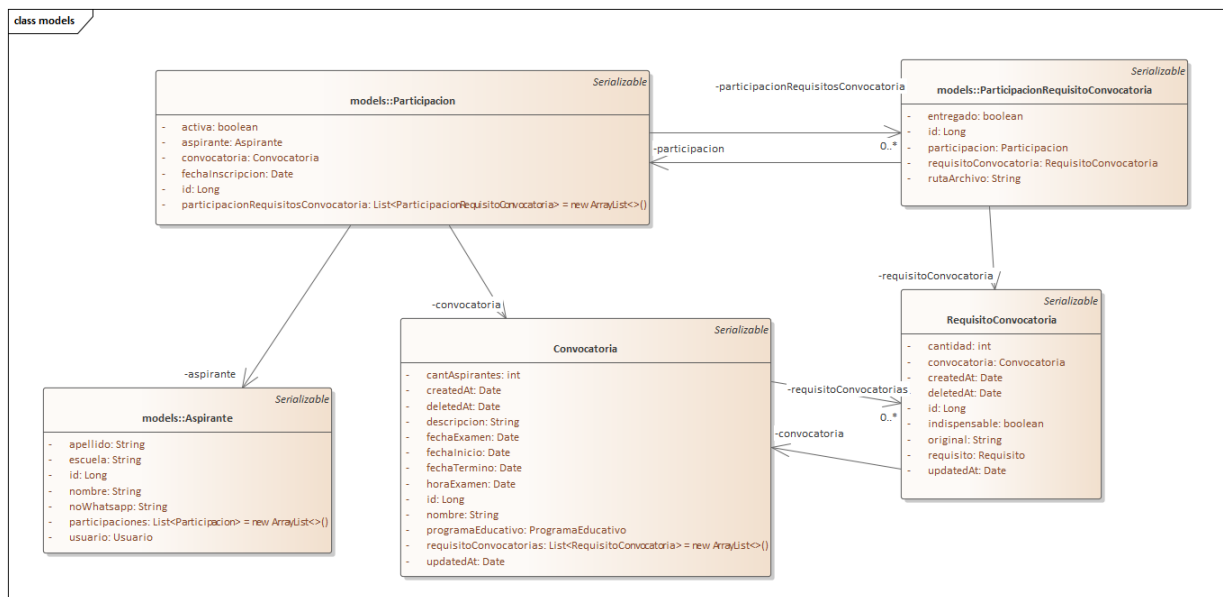 class models
Serializable
models::Participacion
- activa: boolean
- aspirante: Aspirante
- convocatoria: Convocatoria
- fechaInscripcion: Date
- id: Long
- participacionRequisitosConvocatoria: List<ParticipacionRequisitoConvocatoria> = new ArrayList<>()
-participacionRequisitosConvocatoria
0..*
-participacion
Serializable
models::ParticipacionRequisitoConvocatoria
- entregado: boolean
- id: Long
- participacion: Participacion
- requisitoConvocatoria: RequisitoConvocatoria
- rutaArchivo: String
-requisitoConvocatoria
-convocatoria
-aspirante
Serializable
models::Aspirante
- apellido: String
- escuela: String
- id: Long
- nombre: String
- noWhatsapp: String
- participaciones: List<Participacion> = new ArrayList<>()
- usuario: Usuario
Serializable
Convocatoria
- cantAspirantes: int
- createdAt: Date
- deletedAt: Date
- descripcion: String
- fechaExamen: Date
- fechaInicio: Date
- fechaTermino: Date
- horaExamen: Date
- id: Long
- nombre: String
- programaEducativo: ProgramaEducativo
- requisitoConvocatorias: List<RequisitoConvocatoria> = new ArrayList<>()
- updatedAt: Date
-requisitoConvocatorias
0..*
-convocatoria
Serializable
RequisitoConvocatoria
- cantidad: int
- convocatoria: Convocatoria
- createdAt: Date
- deletedAt: Date
- id: Long
- indispensable: boolean
- original: String
- requisito: Requisito
- updatedAt: Date